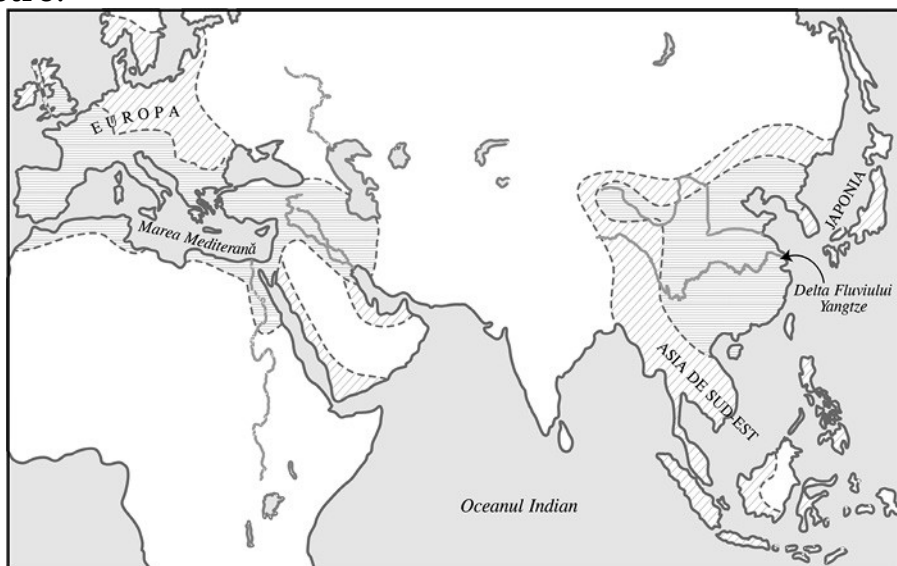 EUROPA
Marea Mediterană
JAPONIA
Delta Fluviului
Yangtze
ASIA DE SUD-EST
Oceanul Indian